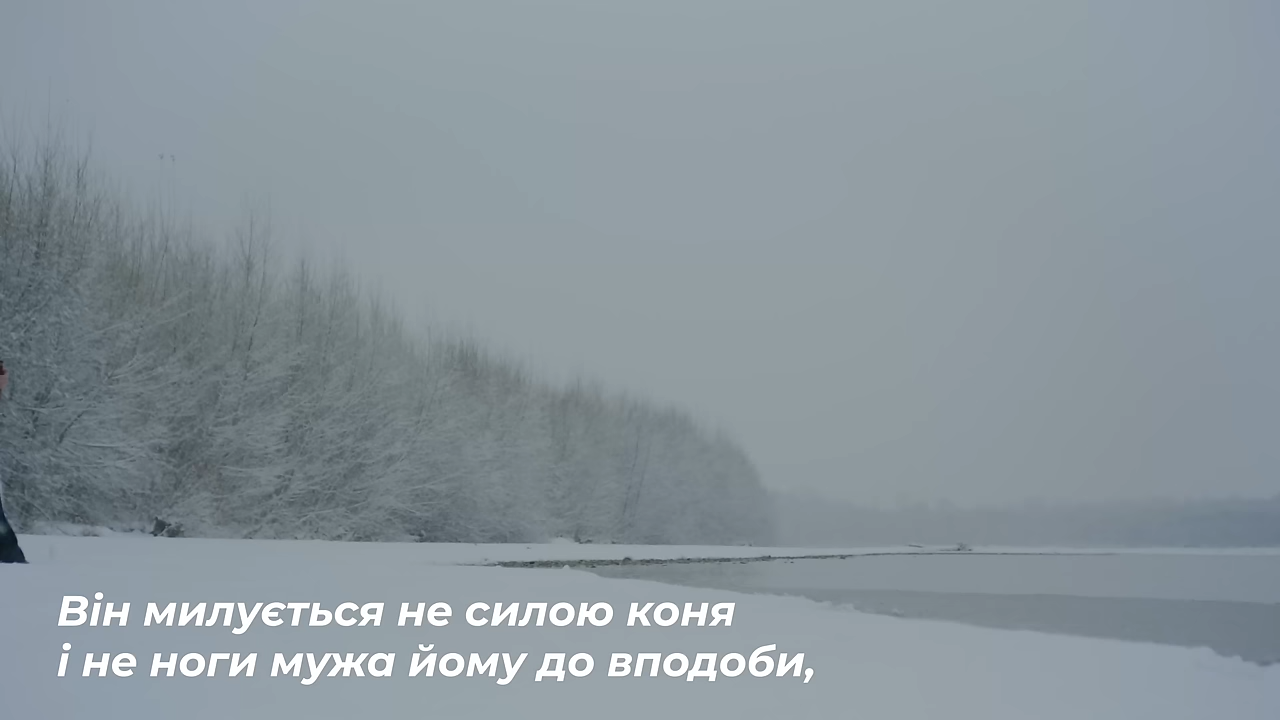 Він милується не силою коня
і не ноги мужа йому до вподоби,